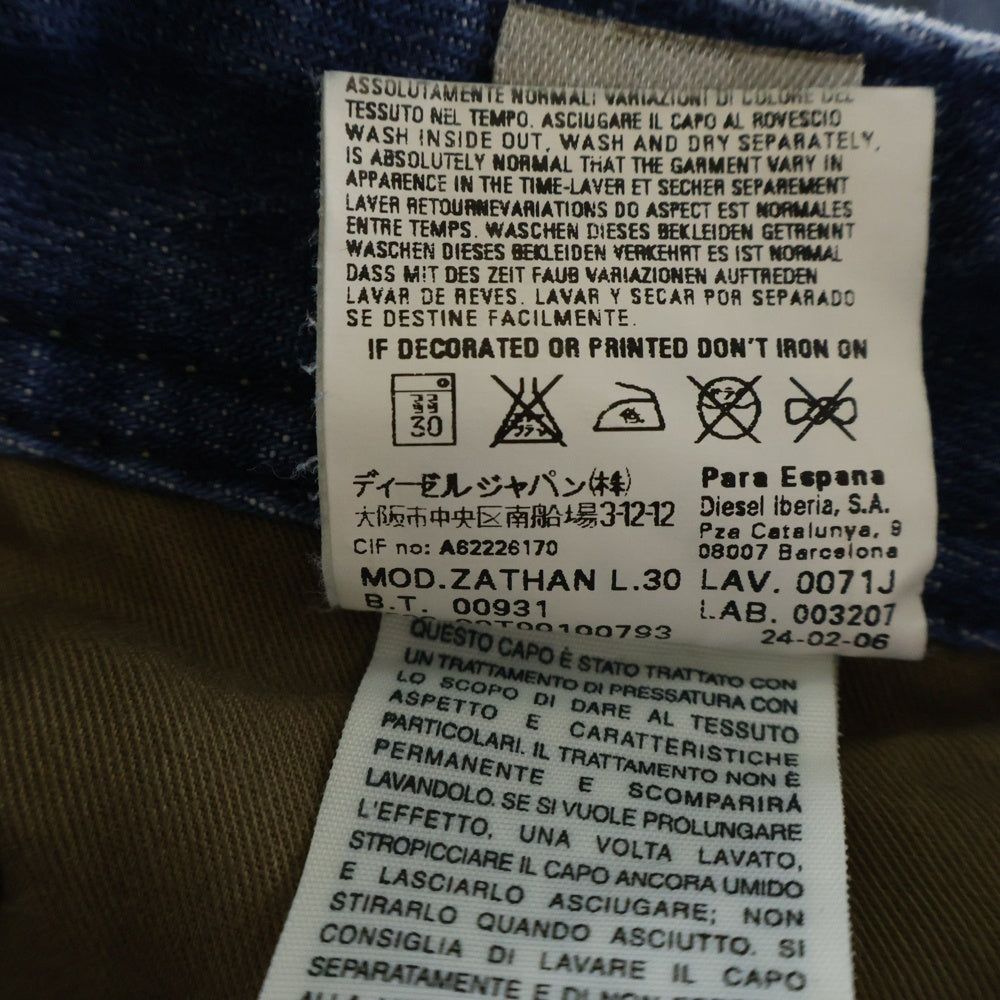 ASSOLUTAMENTE NORMALI VARIAZIONI DI COLORE DEL
TESSUTO NEL TEMPO. ASCIUGARE IL CAPO AL ROVESCIO
WASH INSIDE OUT, WASH AND DRY SEPARATELY,
IS ABSOLUTELY NORMAL THAT THE GARMENT VARY IN
APPARENCE IN THE TIME-LAVER ET SECHER SEPAREMENT
LAVER RETOURNEVARIATIONS DO ASPECT EST NORMALES
ENTRE TEMPS. WASCHEN DIESES BEKLEIDEN GETRENNT
WASCHEN DIESES BEKLEIDEN VERKEHRT ES IST NORMAL
DASS MIT DES ZEIT FAUB VARIAZIONEN AUFTREDEN
LAVAR DE REVES. LAVAR Y SECAR POR SEPARADO
SE DESTINE FACILMENTE.
IF DECORATED OR PRINTED DON'T IRON ON
30
ディーゼルジャパン(株)
大阪市中央区南船場3-12-12
CIF no: A62226170
Para Espana
Diesel Iberia, S.A.
Pza Catalunya, 9
08007 Barcelona
MOD.ZATHAN L.30 LAV. 0071J
B.T. 00931 LAB. 003207
00100793 24-02-06
QUESTO CAPO È STATO TRATTATO CON
UN TRATTAMENTO DI PRESSATURA CON
LO SCOPO DI DARE AL TESSUTO
ASPETTO E CARATTERISTICHE
PARTICOLARI. IL TRATTAMENTO NON È
PERMANENTE E SCOMPARIRÁ
LAVANDOLO. SE SI VUOLE PROLUNGARE
L'EFFETTO, UNA VOLTA LAVATO,
STROPICCIARE IL CAPO ANCORA UMIDO
E LASCIARLO ASCIUGARE; NON
STIRARLO QUANDO ASCIUTTO. SI
CONSIGLIA DI LAVARE IL CAPO
SEPARATAMENTE E DI NON